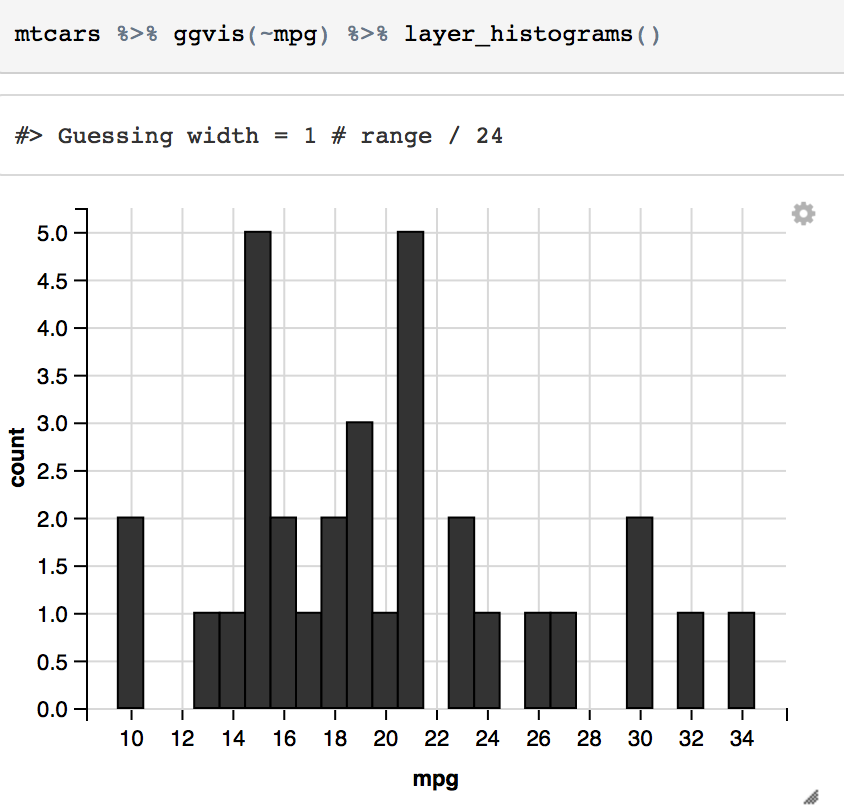 mtcars %>% ggvis(~mpg) %>% layer_histograms()
#> Guessing width = 1 # range / 24
5.0
4.5
4.0
3.5
3.0
2.5
2.0
1.5
1.0
0.5
0.0
count
10 12 14 16 18 20 22 24 26 28 30 32 34
mpg